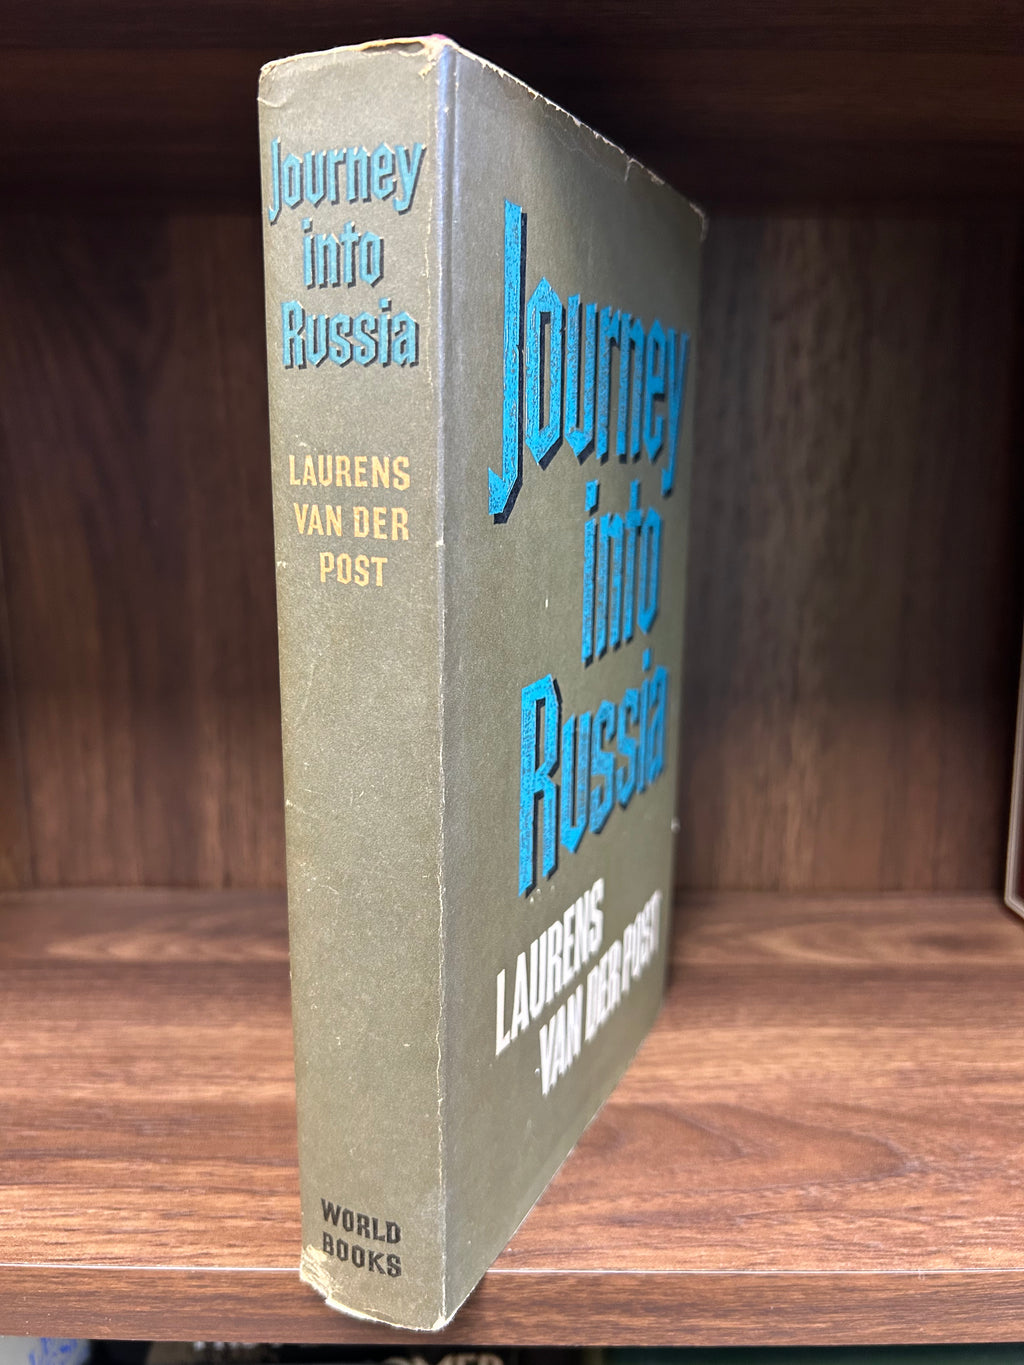 Journey
into
Russia
LAURENS
VAN DER
POST
WORLD
BOOKS
Journey
into
Russia
LAURENS
VAN DER POST